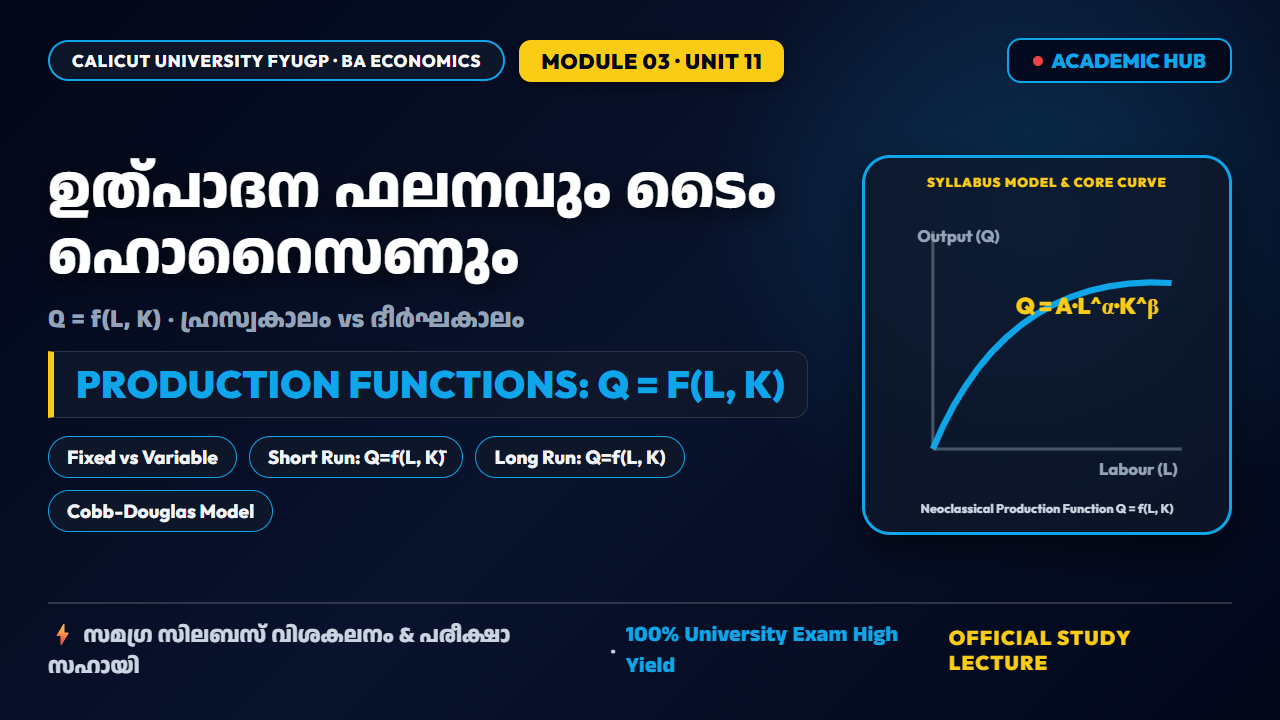 CALICUT UNIVERSITY FYUGP · BA ECONOMICS
MODULE 03 · UNIT 11
ACADEMIC HUB
ഉത്പാദന ഫലനവും ടൈം
ഹൊറൈസണും
Q = f(L, K) · ഹ്രസ്വകാലം vs ദീർഘകാലം
PRODUCTION FUNCTIONS: Q = F(L, K)
Fixed vs Variable
Short Run: Q=f(L, K̄)
Long Run: Q=f(L, K)
Cobb-Douglas Model
SYLLABUS MODEL & CORE CURVE
Output (Q)
Q = A·L^α·K^β
Labour (L)
Neoclassical Production Function Q = f(L, K)
⚡ സമഗ്ര സിലബസ് വിശകലനം & പരീക്ഷാ
സഹായി
·
100% University Exam High
Yield
OFFICIAL STUDY
LECTURE